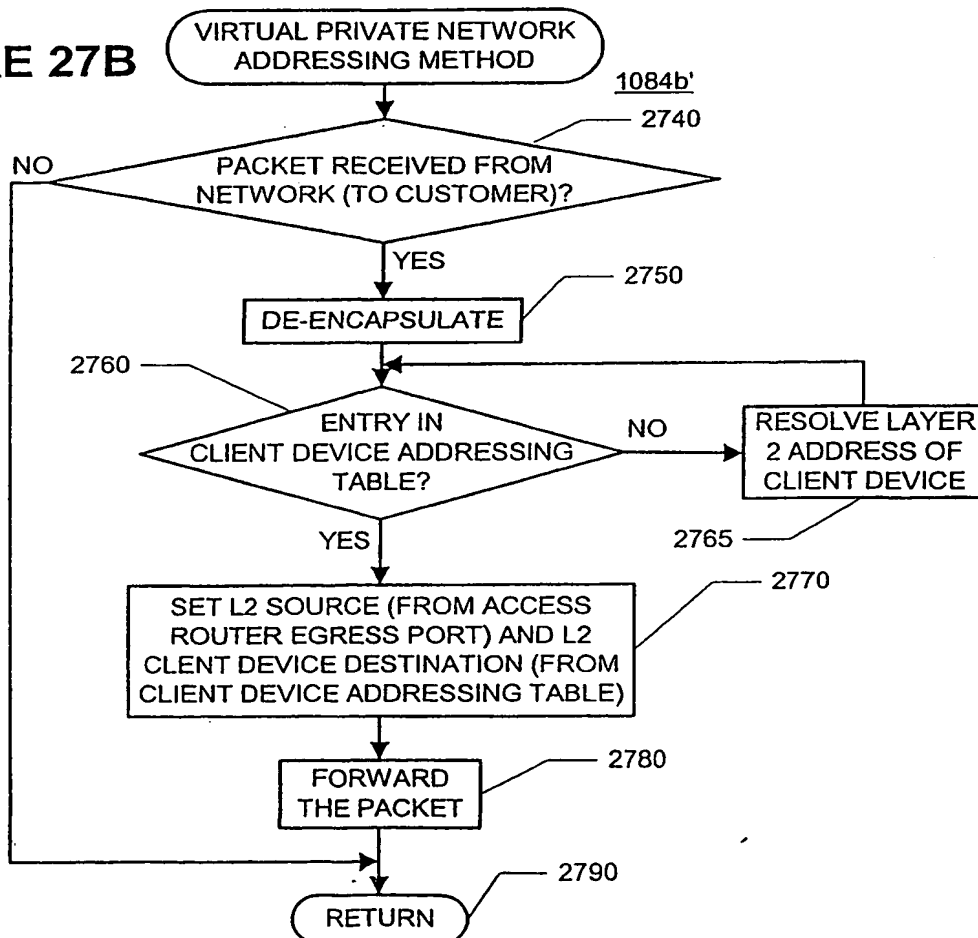 RE 27B
VIRTUAL PRIVATE NETWORK
ADDRESSING METHOD
1084b'
2740
NO
PACKET RECEIVED FROM
NETWORK (TO CUSTOMER)?
YES
2750
DE-ENCAPSULATE
2760
ENTRY IN
CLIENT DEVICE ADDRESSING
TABLE?
NO
RESOLVE LAYER
2 ADDRESS OF
CLIENT DEVICE
2765
YES
2770
SET L2 SOURCE (FROM ACCESS
ROUTER EGRESS PORT) AND L2
CLENT DEVICE DESTINATION (FROM
CLIENT DEVICE ADDRESSING TABLE)
2780
FORWARD
THE PACKET
2790
RETURN